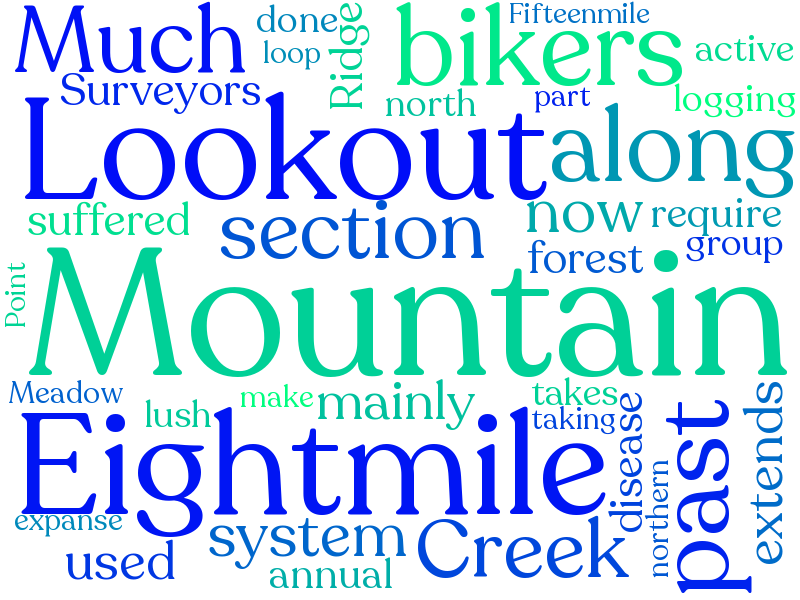 Much
done
loop
Ridge
bikers
Fifteenmile
active
Surveyors
north
part
logging
Lookout
along
suffered
section
now
require
forest
group
Point
Mountain
Meadow
lush
make
mainly
takes
taking
disease
northern
past
extends
Eightmile
expanse
used
system
annual
Creek